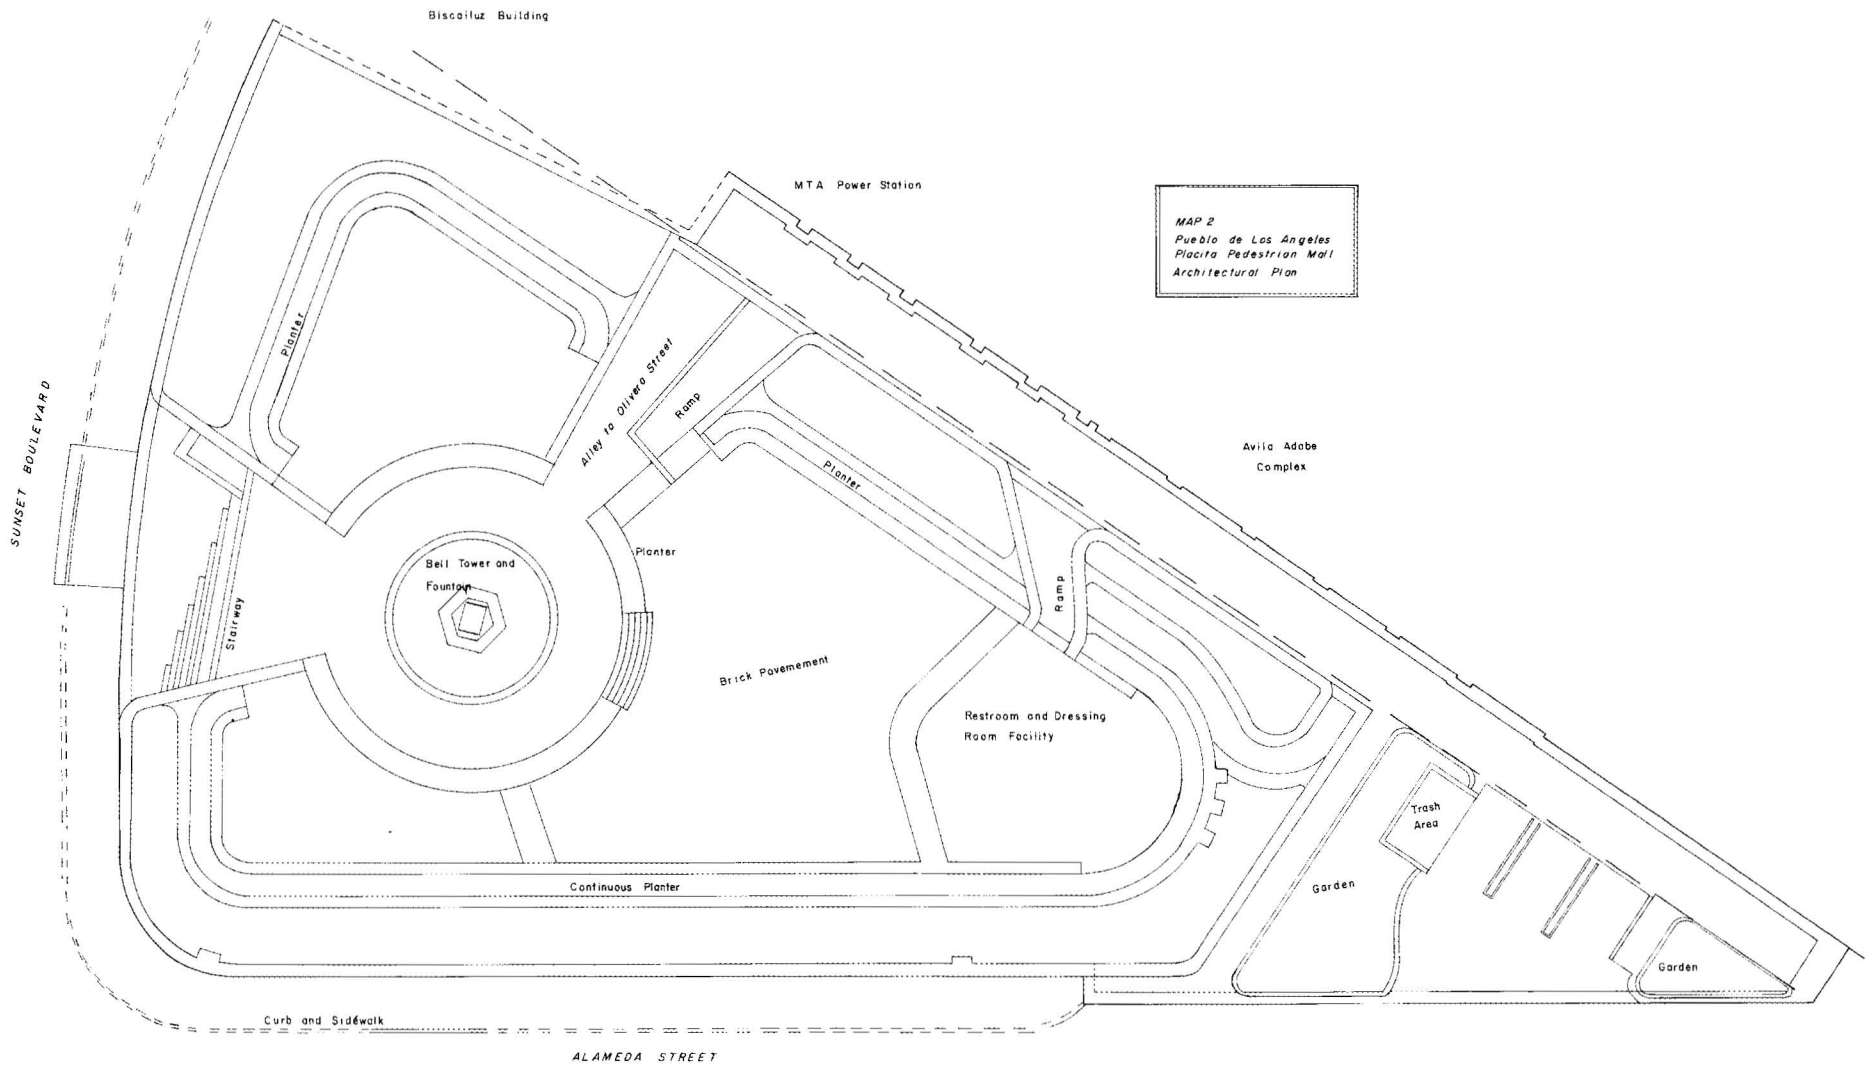 Biscailuz Building
MTA Power Station
MAP 2
Pueblo de Los Angeles
Placita Pedestrian Mall
Architectural Plan
Planter
Alley to Olivera Street
Ramp
SUNSET BOULEVARD
Avila Adobe
Complex
Planter
Planter
Bell Tower and
Fountain
Ramp
Stairway
Brick Pavemement
Restroom and Dressing
Room Facility
Trash
Area
Continuous Planter
Garden
Garden
Curb and Sidewalk
ALAMEDA STREET